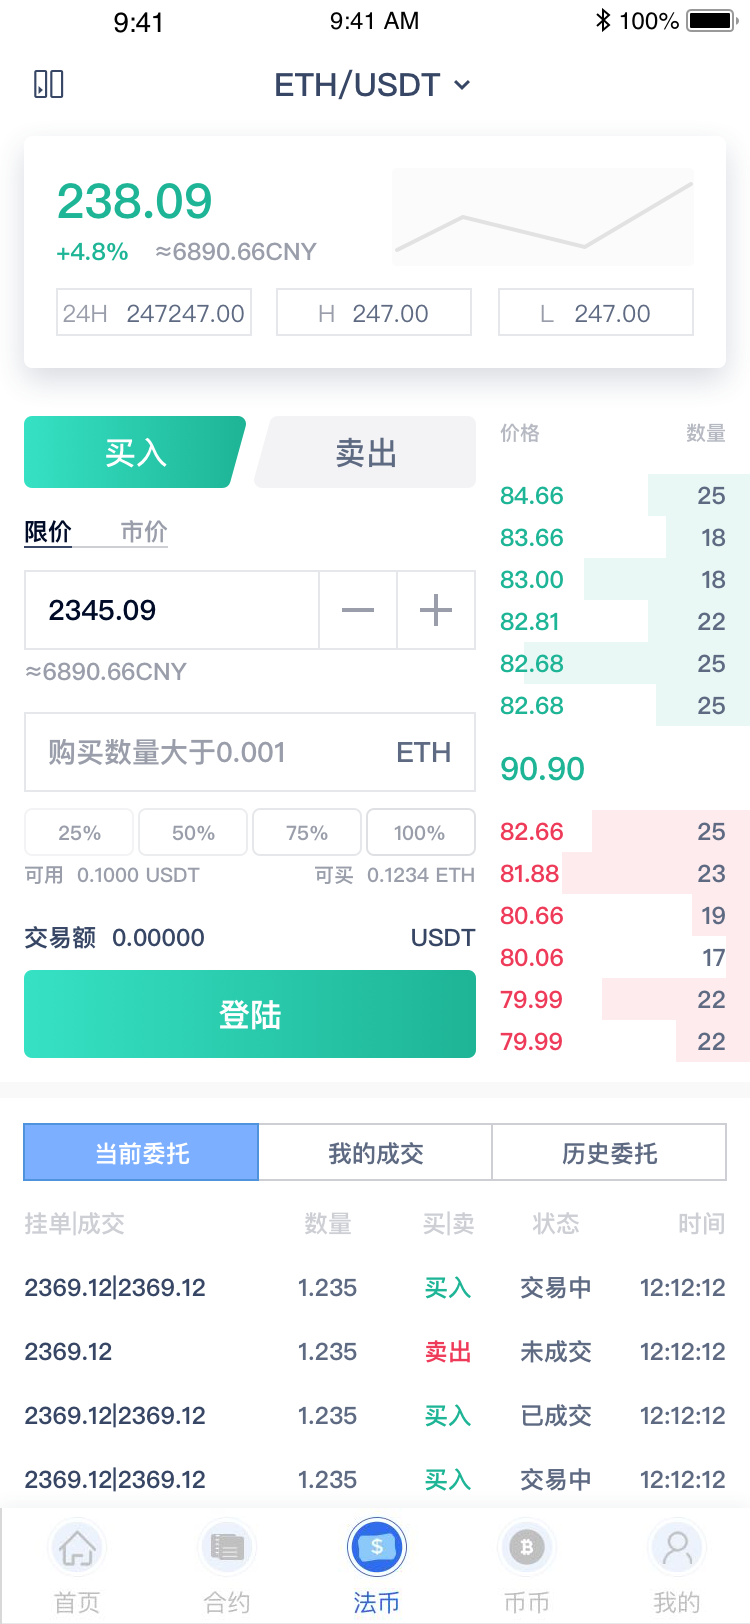 9:41 9:41 AM 100%
ETH/USDT
238.09
+4.8% ≈6890.66CNY
24H 247247.00 H 247.00 L 247.00
买入 卖出
限价 市价
2345.09
≈6890.66CNY
购买数量大于0.001 ETH
25% 50% 75% 100%
可用 0.1000 USDT 可买 0.1234 ETH
交易额 0.00000 USDT
登陆
价格 数量
84.66 25
83.66 18
83.00 18
82.81 22
82.68 25
82.68 25
90.90
82.66 25
81.88 23
80.66 19
80.06 17
79.99 22
79.99 22
当前委托 我的成交 历史委托
挂单|成交 数量 买|卖 状态 时间
2369.12|2369.12 1.235 买入 交易中 12:12:12
2369.12 1.235 卖出 未成交 12:12:12
2369.12|2369.12 1.235 买入 已成交 12:12:12
2369.12|2369.12 1.235 买入 交易中 12:12:12
首页 合约 法币 币币 我的